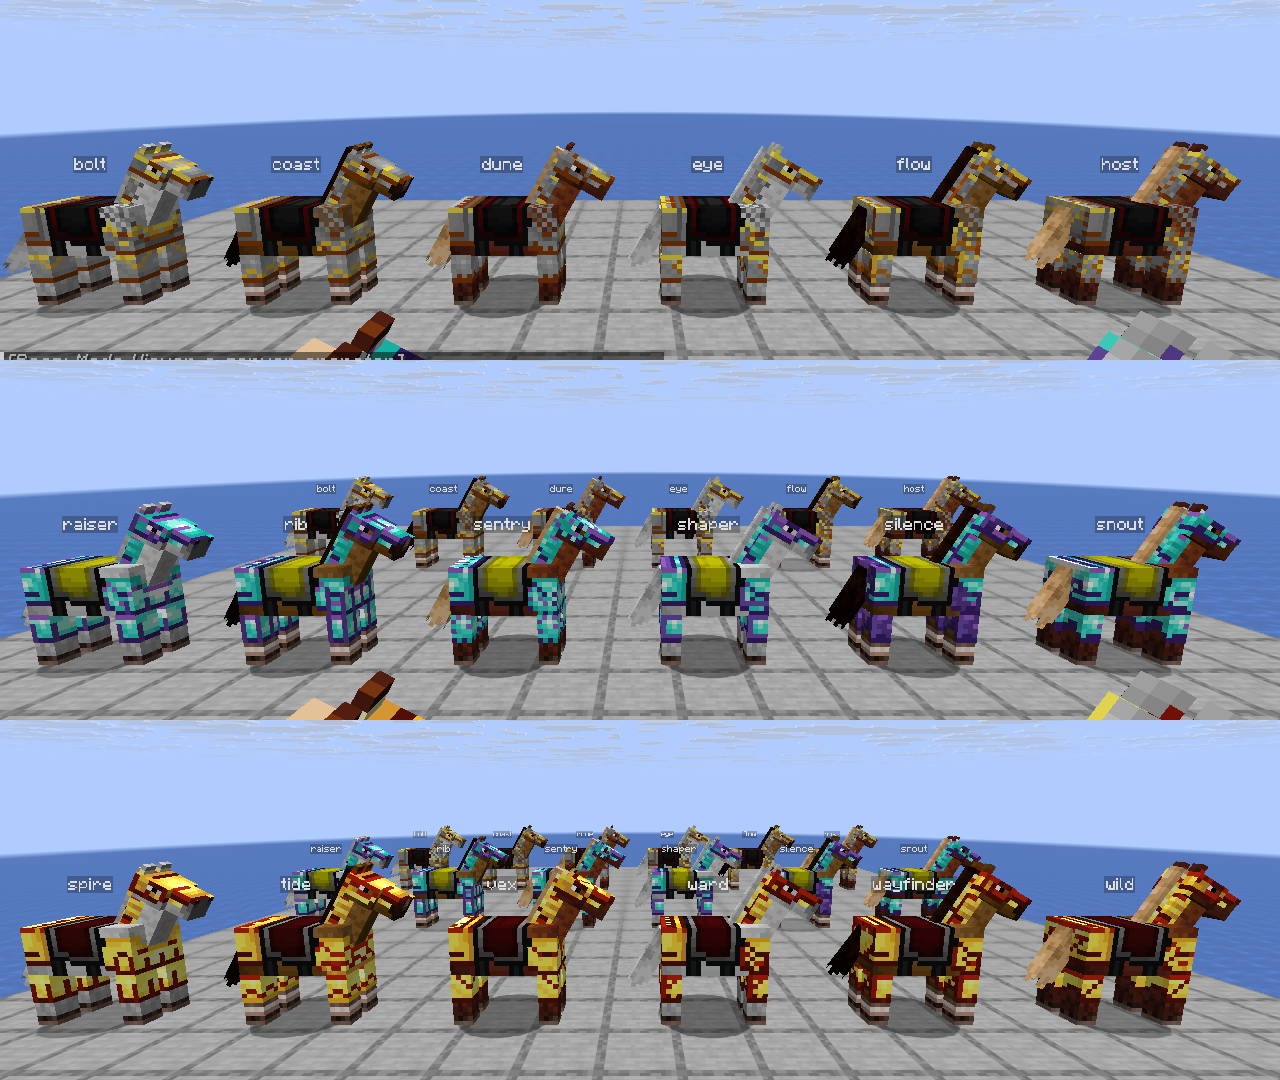 bolt coast dune eye flow host
bolt coast dune eye flow host
raiser rib sentry shaper silence snout
raiser rib sentry shaper silence snout
spire tide vex ward wayfinder wild